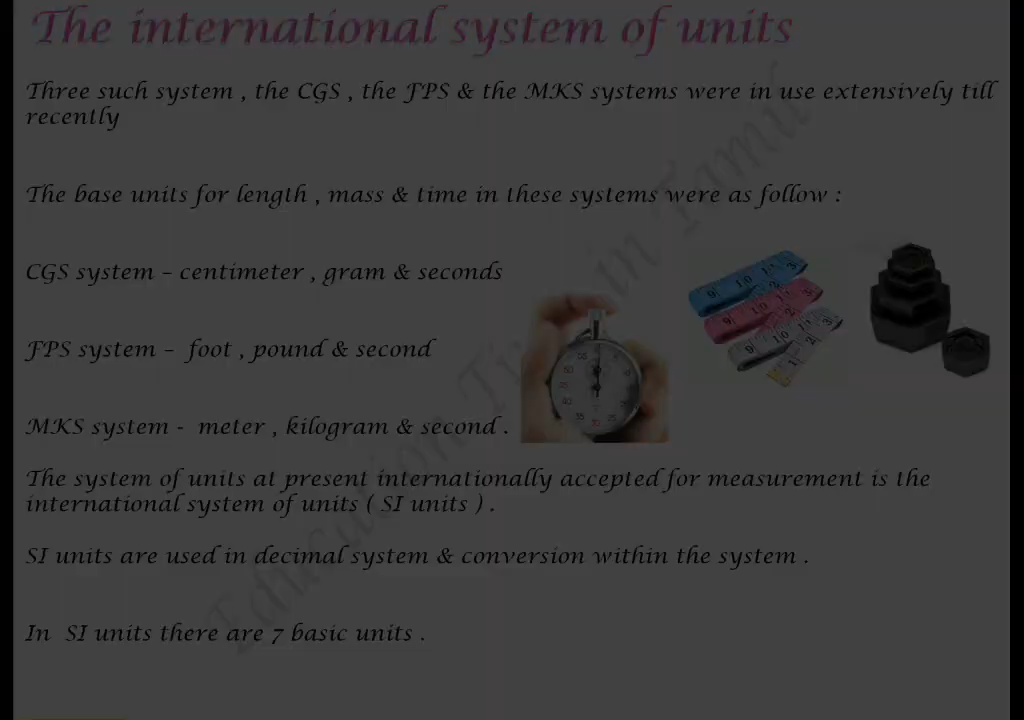 The international system of units
Three such system , the CGS , the FPS & the MKS systems were in use extensively till
recently
The base units for length , mass & time in these systems were as follow :
CGS system – centimeter , gram & seconds
FPS system – foot , pound & second
MKS system - meter , kilogram & second .
The system of units at present internationally accepted for measurement is the
international system of units ( SI units ) .
SI units are used in decimal system & conversion within the system .
In SI units there are 7 basic units .